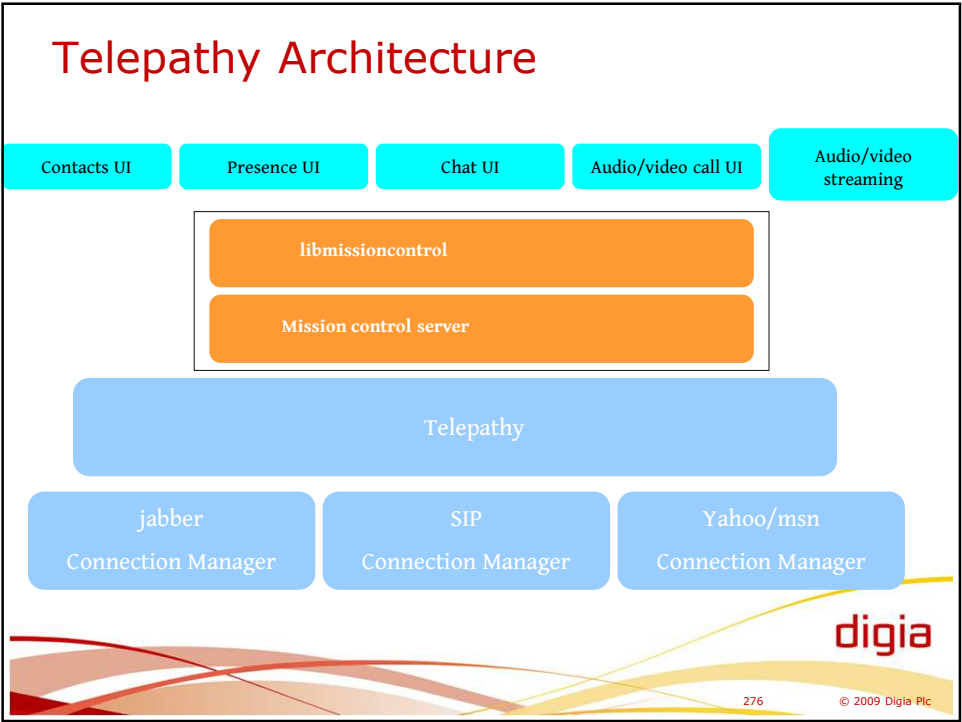 Telepathy Architecture
Contacts UI
Presence UI
Chat UI
Audio/video call UI
Audio/video
streaming
libmissioncontrol
Mission control server
Telepathy
jabber
Connection Manager
SIP
Connection Manager
Yahoo/msn
Connection Manager
digia
276
© 2009 Digia Plc